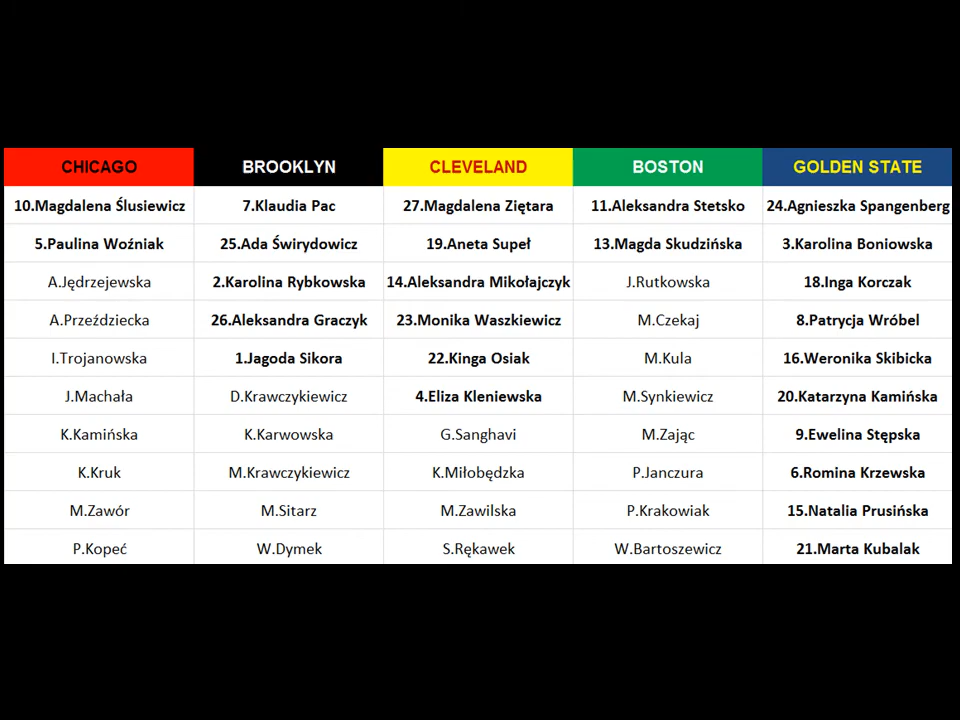 CHICAGO BROOKLYN CLEVELAND BOSTON GOLDEN STATE
10.Magdalena Ślusiewicz 7.Klaudia Pac 27.Magdalena Ziętara 11.Aleksandra Stetsko 24.Agnieszka Spangenberg
5.Paulina Woźniak 25.Ada Świrydowicz 19.Aneta Supeł 13.Magda Skudzińska 3.Karolina Boniowska
A.Jędrzejewska 2.Karolina Rybkowska 14.Aleksandra Mikołajczyk J.Rutkowska 18.Inga Korczak
A.Przeździecka 26.Aleksandra Graczyk 23.Monika Waszkiewicz M.Czekaj 8.Patrycja Wróbel
I.Trojanowska 1.Jagoda Sikora 22.Kinga Osiak M.Kula 16.Weronika Skibicka
J.Machała D.Krawczykiewicz 4.Eliza Kleniewska M.Synkiewicz 20.Katarzyna Kamińska
K.Kamińska K.Karwowska G.Sanghavi M.Zając 9.Ewelina Stępska
K.Kruk M.Krawczykiewicz K.Miłobędzka P.Janczura 6.Romina Krzewska
M.Zawór M.Sitarz M.Zawilska P.Krakowiak 15.Natalia Prusińska
P.Kopeć W.Dymek S.Rękawek W.Bartoszewicz 21.Marta Kubalak